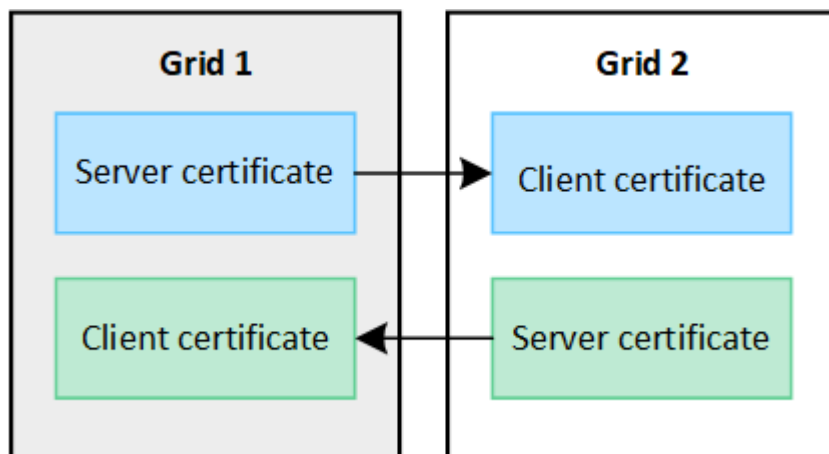 Grid 1
Grid 2
Server certificate
Client certificate
Client certificate
Server certificate